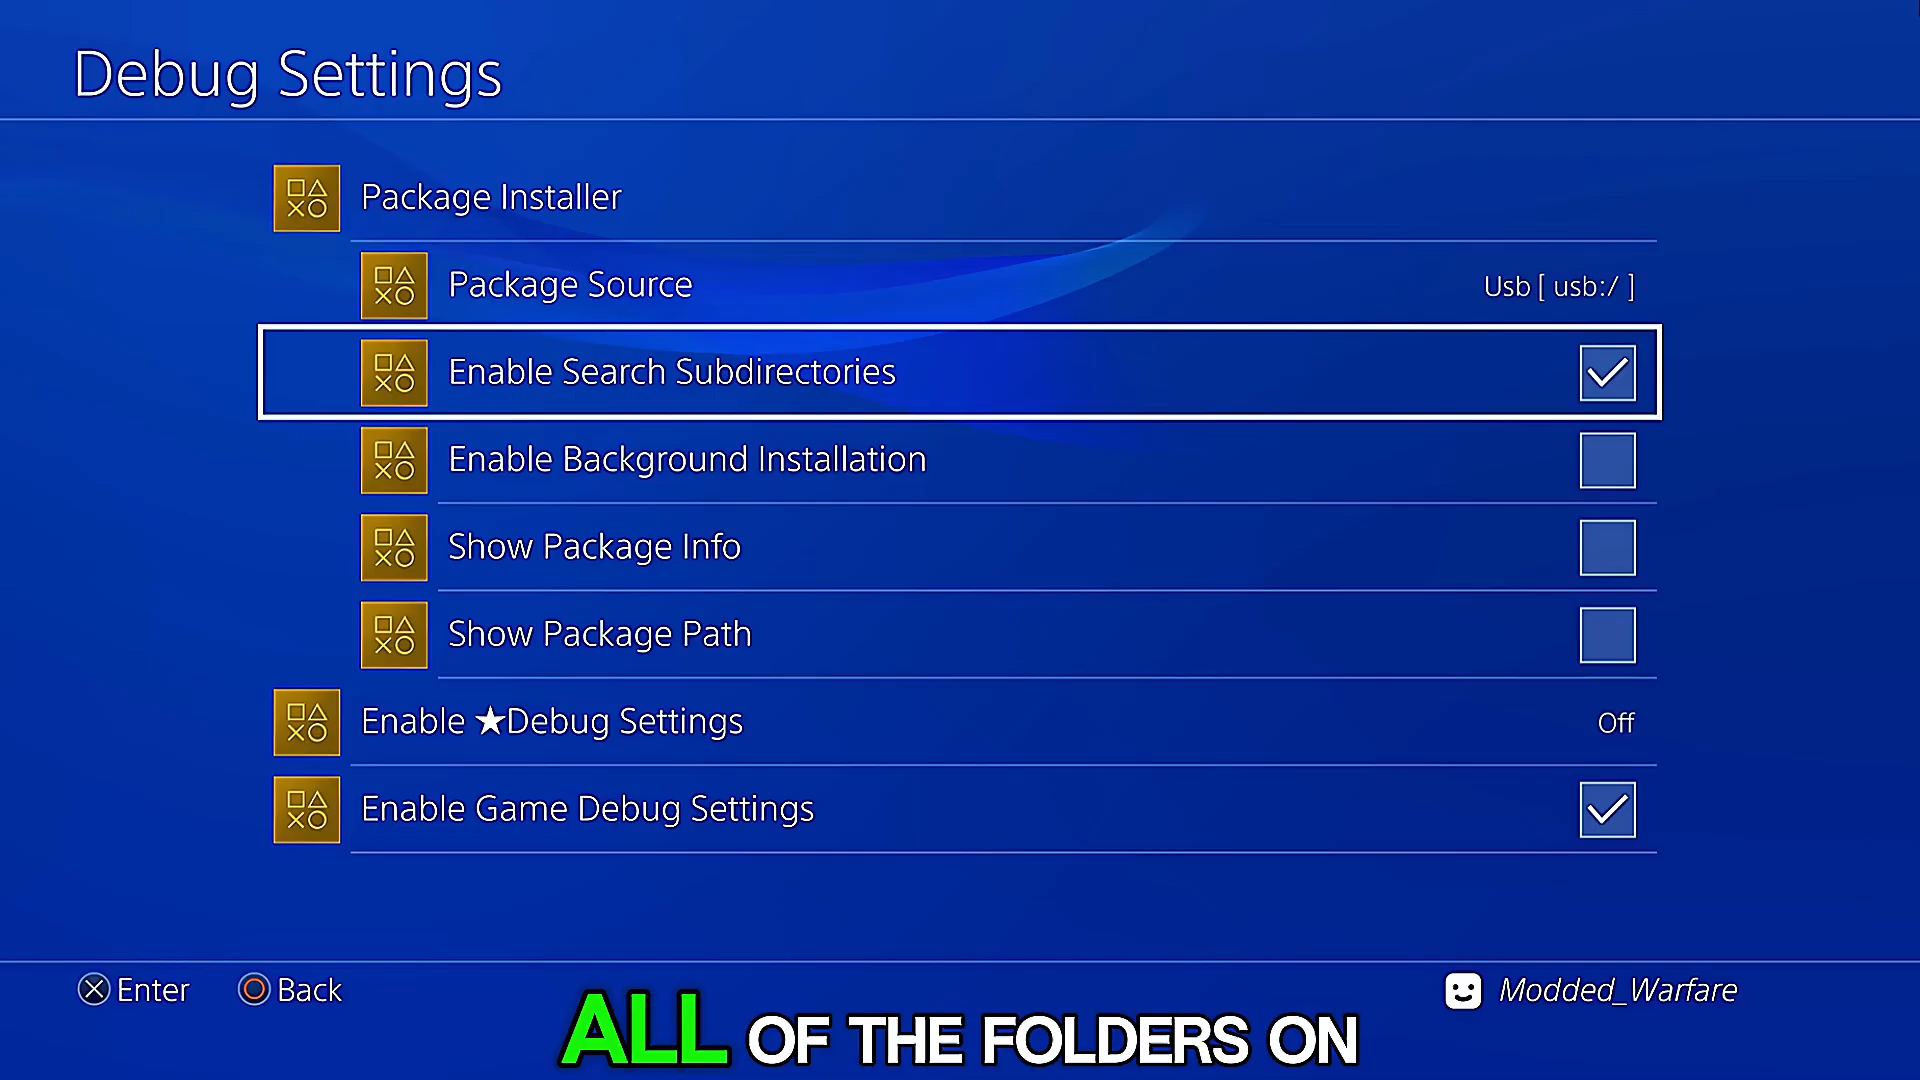 Debug Settings
Package Installer
Package Source Usb [ usb:/ ]
Enable Search Subdirectories
Enable Background Installation
Show Package Info
Show Package Path
Enable ★Debug Settings Off
Enable Game Debug Settings
Enter Back Modded_Warfare
ALL OF THE FOLDERS ON